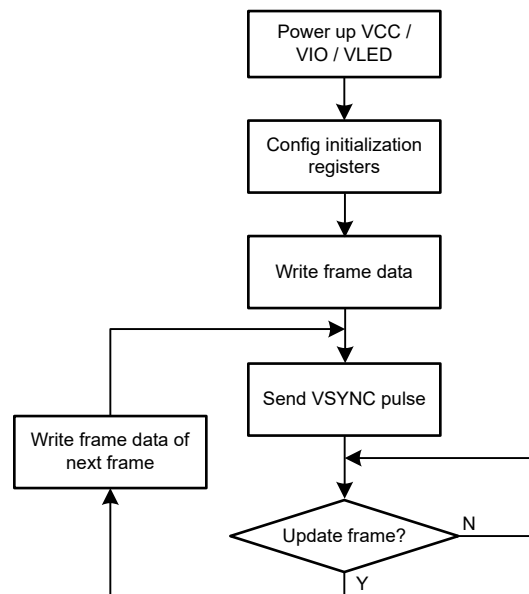 Power up VCC /
VIO / VLED
Config initialization
registers
Write frame data
Send VSYNC pulse
Write frame data of
next frame
Update frame?
N
Y